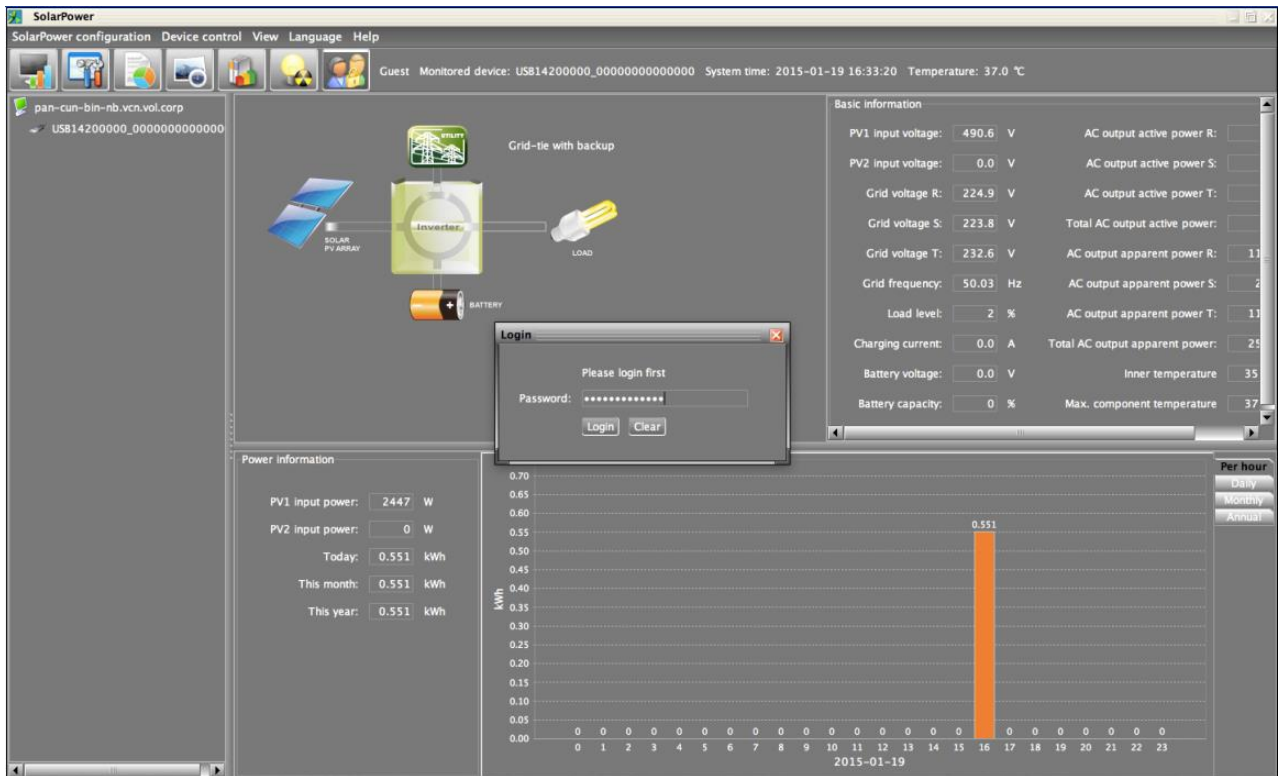 SolarPower
SolarPower configuration Device control View Language Help
Guest Monitored device: USB14200000_00000000000000 System time: 2015-01-19 16:33:20 Temperature: 37.0 ℃
pan-cun-bin-nb.vcn.vol.corp
USB14200000_0000000000000
UTILITY
Grid-tie with backup
Inverter
SOLAR
PV ARRAY
LOAD
BATTERY
Basic information
PV1 input voltage: 490.6 V AC output active power R:
PV2 input voltage: 0.0 V AC output active power S:
Grid voltage R: 224.9 V AC output active power T:
Grid voltage S: 223.8 V Total AC output active power:
Grid voltage T: 232.6 V AC output apparent power R: 11
Grid frequency: 50.03 Hz AC output apparent power S: 2
Load level: 2 % AC output apparent power T: 11
Charging current: 0.0 A Total AC output apparent power: 25
Battery voltage: 0.0 V Inner temperature 35
Battery capacity: 0 % Max. component temperature 37
Login
Please login first
Password: •••••••••••••
Login Clear
Power information
PV1 input power: 2447 W
PV2 input power: 0 W
Today: 0.551 kWh
This month: 0.551 kWh
This year: 0.551 kWh
Per hour
Daily
Monthly
Annual
kWh
0.70
0.65
0.60
0.55
0.50
0.45
0.40
0.35
0.30
0.25
0.20
0.15
0.10
0.05
0.00
0.551
0 0 0 0 0 0 0 0 0 0 0 0 0 0 0 0 0 0 0 0 0 0 0
0 1 2 3 4 5 6 7 8 9 10 11 12 13 14 15 16 17 18 19 20 21 22 23
2015-01-19